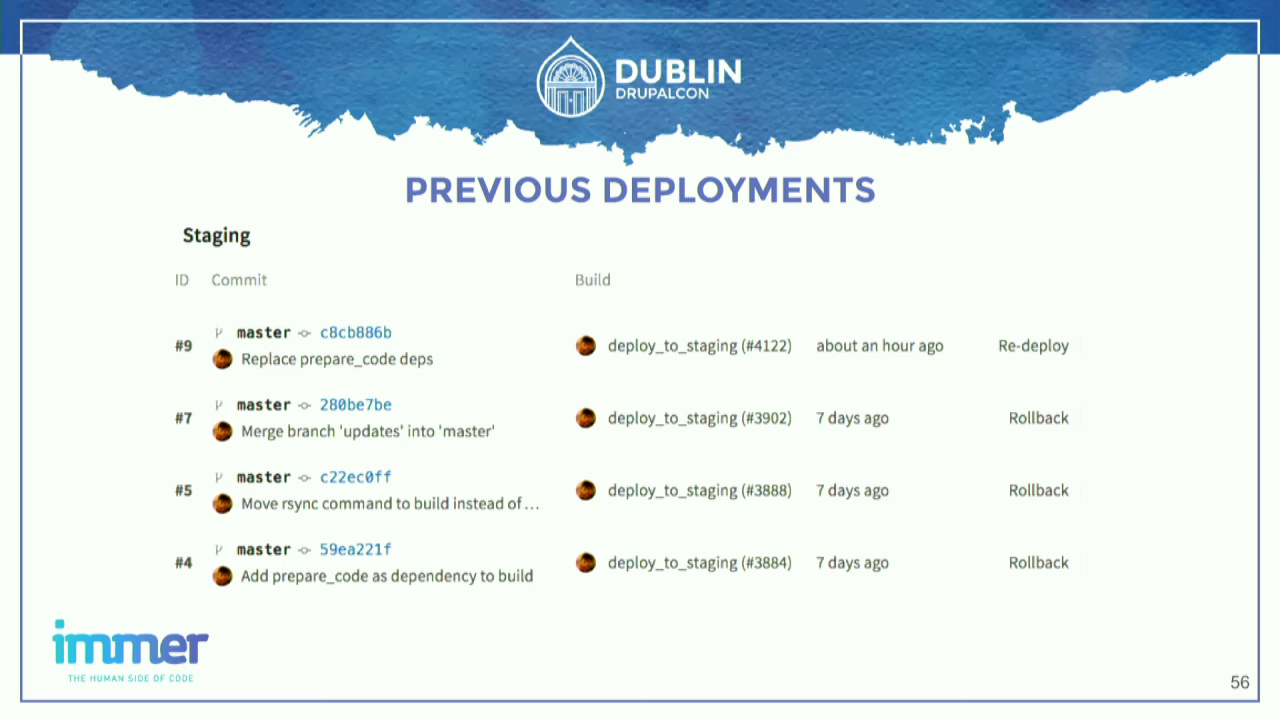 DUBLIN
DRUPALCON
PREVIOUS DEPLOYMENTS
Staging
ID Commit Build
master c8cb886b
#9 Replace prepare_code deps deploy_to_staging (#4122) about an hour ago Re-deploy
master 280be7be
#7 Merge branch 'updates' into 'master' deploy_to_staging (#3902) 7 days ago Rollback
master c22ec0ff
#5 Move rsync command to build instead of ... deploy_to_staging (#3888) 7 days ago Rollback
master 59ea221f
#4 Add prepare_code as dependency to build deploy_to_staging (#3884) 7 days ago Rollback
immer
THE HUMAN SIDE OF CODE
56